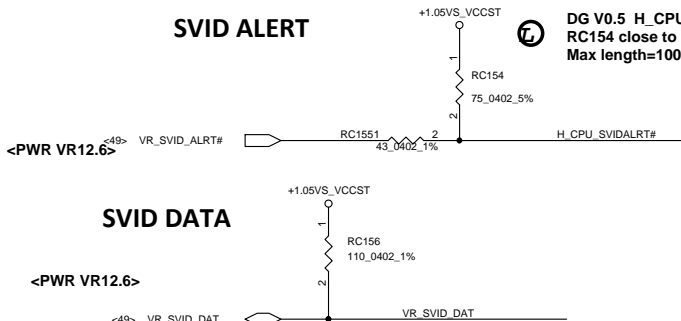 +1.05VS_VCCST
SVID ALERT
DG V0.5 H_CPU
RC154 close to
Max length=100
1
RC154
75_0402_5%
2
<49> VR_SVID_ALRT#
RC155 1
2
H_CPU_SVIDALRT#
<PWR VR12.6>
43_0402_1%
+1.05VS_VCCST
SVID DATA
1
RC156
110_0402_1%
<PWR VR12.6>
2
<49> VR_SVID_DAT
VR_SVID_DAT